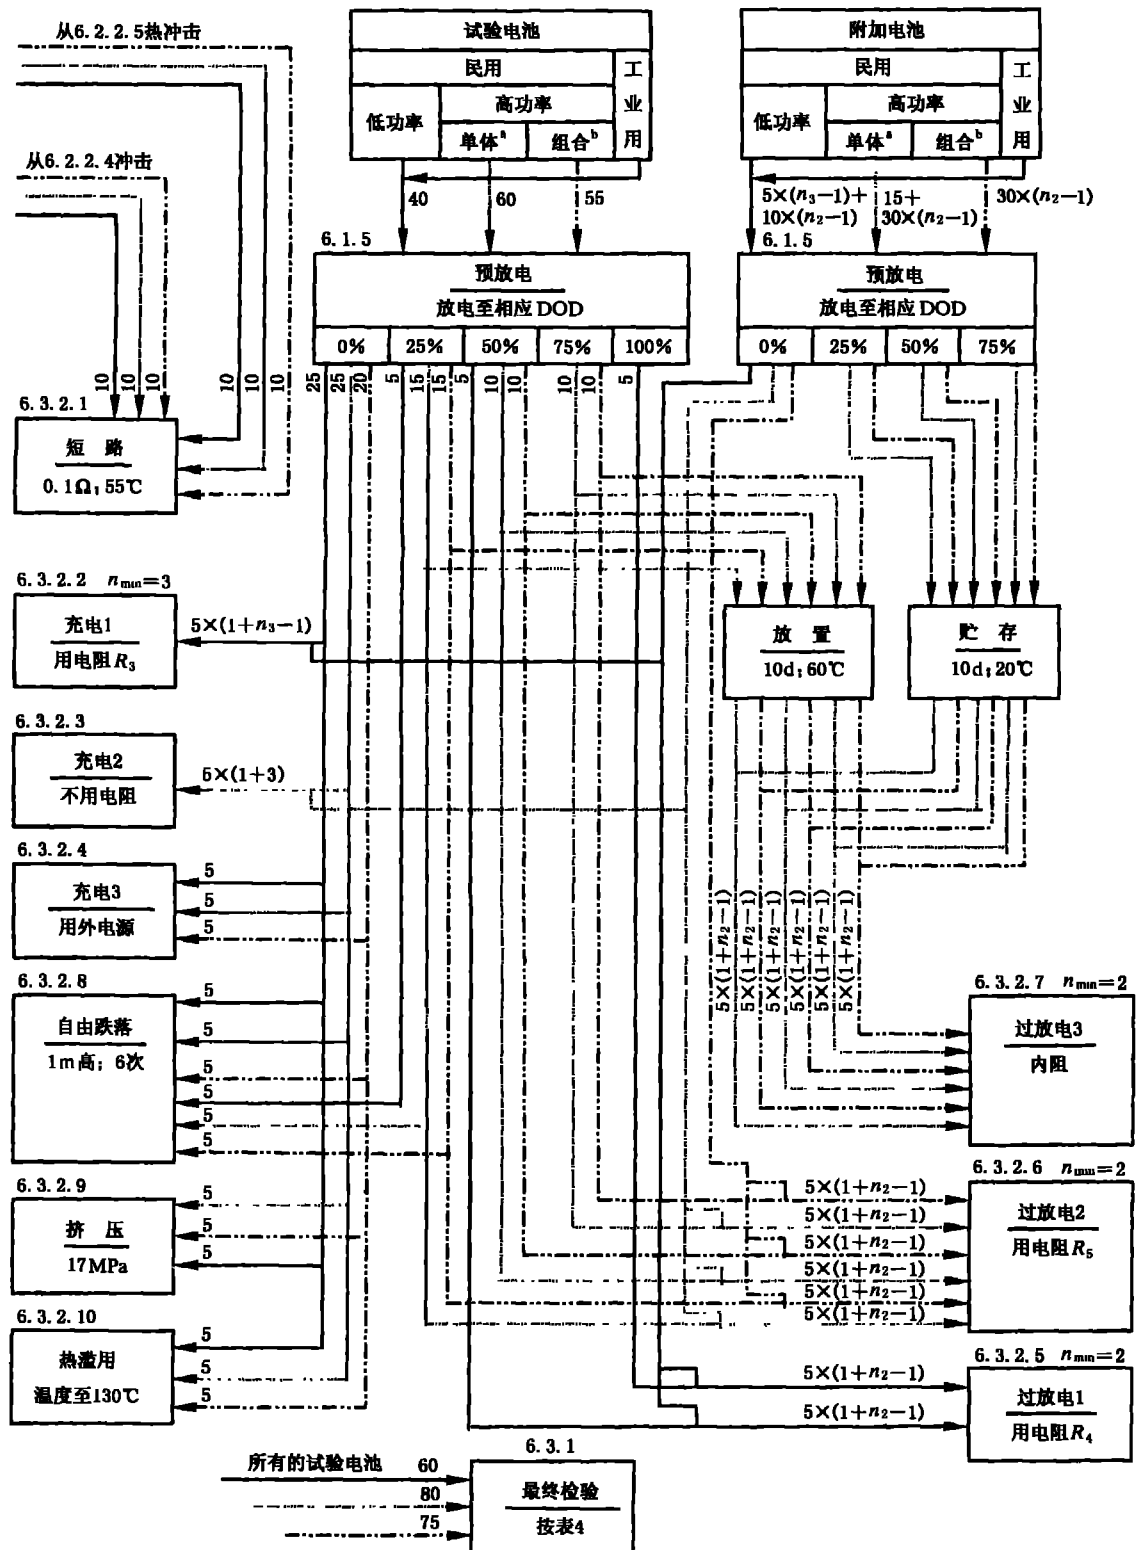 从6.2.2.5热冲击
从6.2.2.4冲击
试验电池
民用
工业用
低功率
高功率
单体a
组合b
40
60
55
附加电池
民用
工业用
低功率
高功率
单体a
组合b
5×(n3−1)+
10×(n2−1)
15+
30×(n2−1)
30×(n2−1)
6.1.5
预放电
放电至相应DOD
0%
25%
50%
75%
100%
6.1.5
预放电
放电至相应DOD
0%
25%
50%
75%
10
10
10
10
10
10
25
25
20
5
15
15
5
10
10
10
10
5
6.3.2.1
短 路
0.1Ω;55℃
6.3.2.2 nmin=3
充电1
用电阻R3
5×(1+n3−1)
放 置
10d;60℃
贮 存
10d;20℃
6.3.2.3
充电2
不用电阻
5×(1+3)
6.3.2.4
充电3
用外电源
5
5
5
5×(1+n2−1)
5×(1+n2−1)
5×(1+n2−1)
5×(1+n2−1)
5×(1+n2−1)
5×(1+n2−1)
6.3.2.8
自由跌落
1m高;6次
5
5
5
5
5
5
6.3.2.7 nmin=2
过放电3
内阻
6.3.2.9
挤 压
17MPa
5
5
5
6.3.2.6 nmin=2
过放电2
用电阻R5
5×(1+n2−1)
5×(1+n2−1)
5×(1+n2−1)
5×(1+n2−1)
5×(1+n2−1)
5×(1+n2−1)
6.3.2.10
热滥用
温度至130℃
5
5
5
6.3.2.5 nmin=2
过放电1
用电阻R4
5×(1+n2−1)
5×(1+n2−1)
所有的试验电池 60
80
75
6.3.1
最终检验
按表4